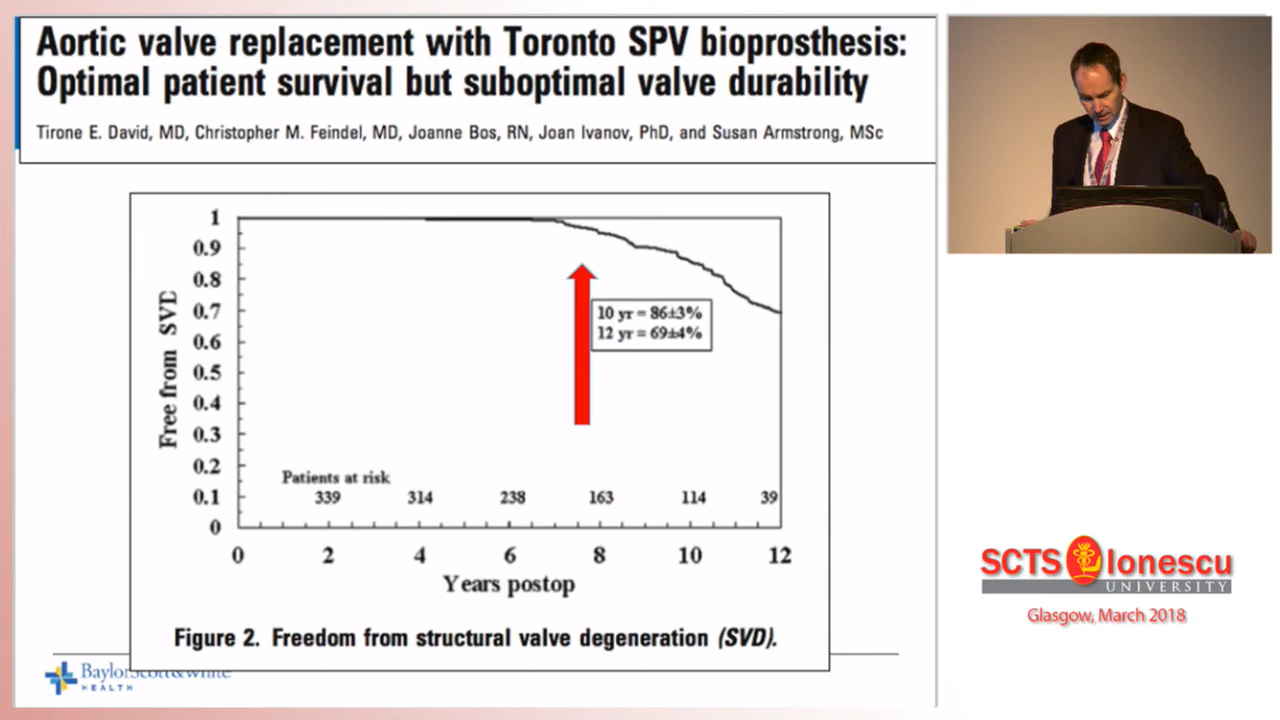 Aortic valve replacement with Toronto SPV bioprosthesis:
Optimal patient survival but suboptimal valve durability
Tirone E. David, MD, Christopher M. Feindel, MD, Joanne Bos, RN, Joan Ivanov, PhD, and Susan Armstrong, MSc
Free from SVD
1
0.9
0.8
0.7
0.6
0.5
0.4
0.3
0.2
0.1
0
10 yr = 86±3%
12 yr = 69±4%
Patients at risk
339 314 238 163 114 39
0 2 4 6 8 10 12
Years postop
Figure 2. Freedom from structural valve degeneration (SVD).
BaylorScott&White
HEALTH
SCTS Ionescu
UNIVERSITY
Glasgow, March 2018